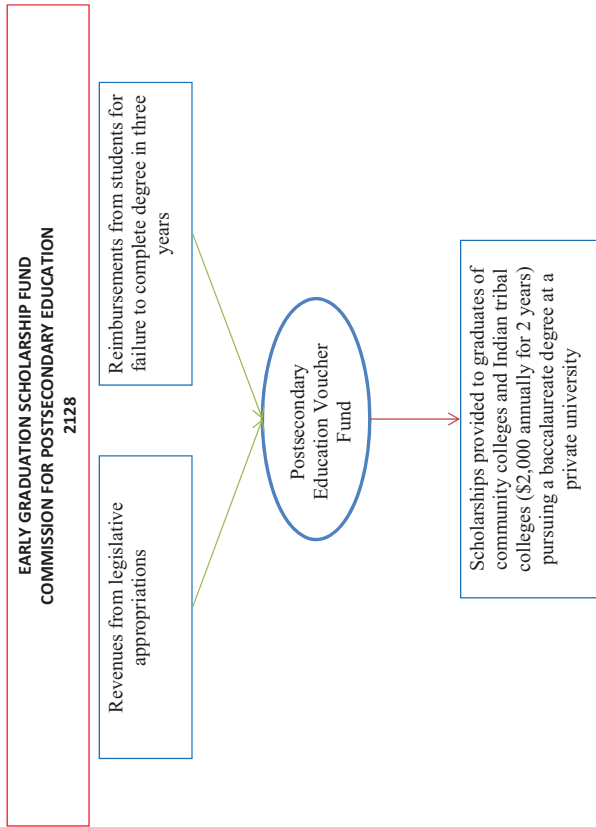 EARLY GRADUATION SCHOLARSHIP FUND
COMMISSION FOR POSTSECONDARY EDUCATION
2128
Revenues from legislative
appropriations
Reimbursements from students for
failure to complete degree in three
years
Postsecondary
Education Voucher
Fund
Scholarships provided to graduates of
community colleges and Indian tribal
colleges ($2,000 annually for 2 years)
pursuing a baccalaureate degree at a
private university